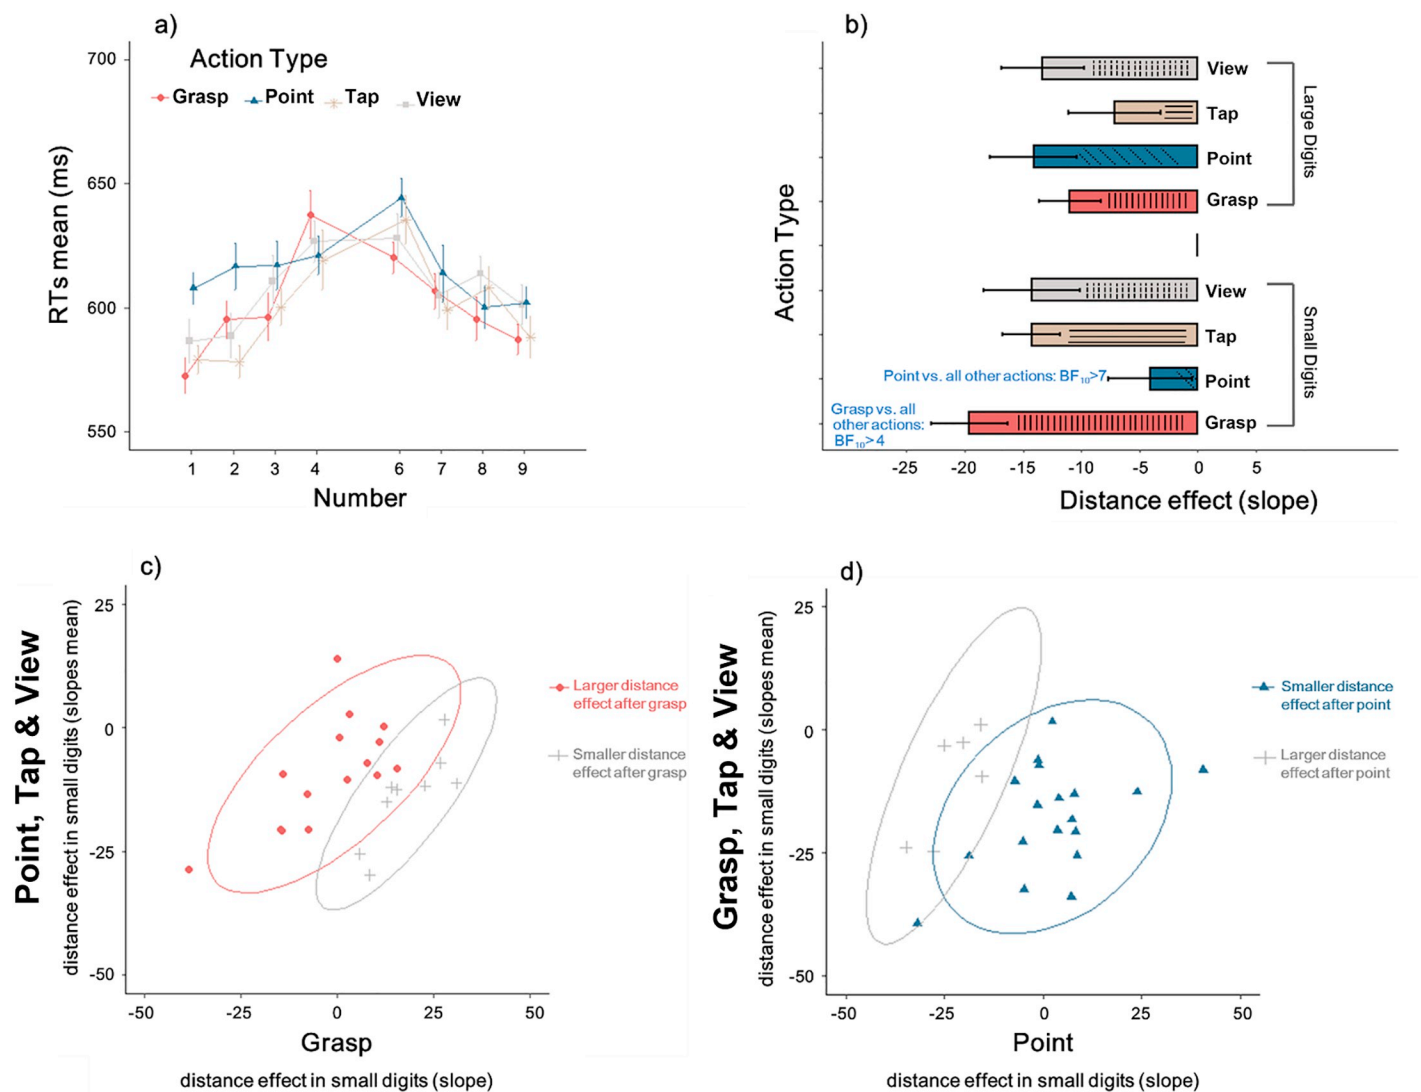 a)
Action Type
Grasp
Point
Tap
View
RTs mean (ms)
700
650
600
550
1 2 3 4 6 7 8 9
Number
b)
Action Type
View
Tap
Point
Grasp
Large Digits
View
Tap
Point
Grasp
Small Digits
Point vs. all other actions: BF₁₀>7
Grasp vs. all
other actions:
BF₁₀>4
-25 -20 -15 -10 -5 0 5
Distance effect (slope)
c)
Point, Tap & View
distance effect in small digits (slopes mean)
25
0
-25
-50
Larger distance
effect after grasp
Smaller distance
effect after grasp
-50 -25 0 25 50
Grasp
distance effect in small digits (slope)
d)
Grasp, Tap & View
distance effect in small digits (slopes mean)
25
0
-25
-50
Smaller distance
effect after point
Larger distance
effect after point
-50 -25 0 25 50
Point
distance effect in small digits (slope)